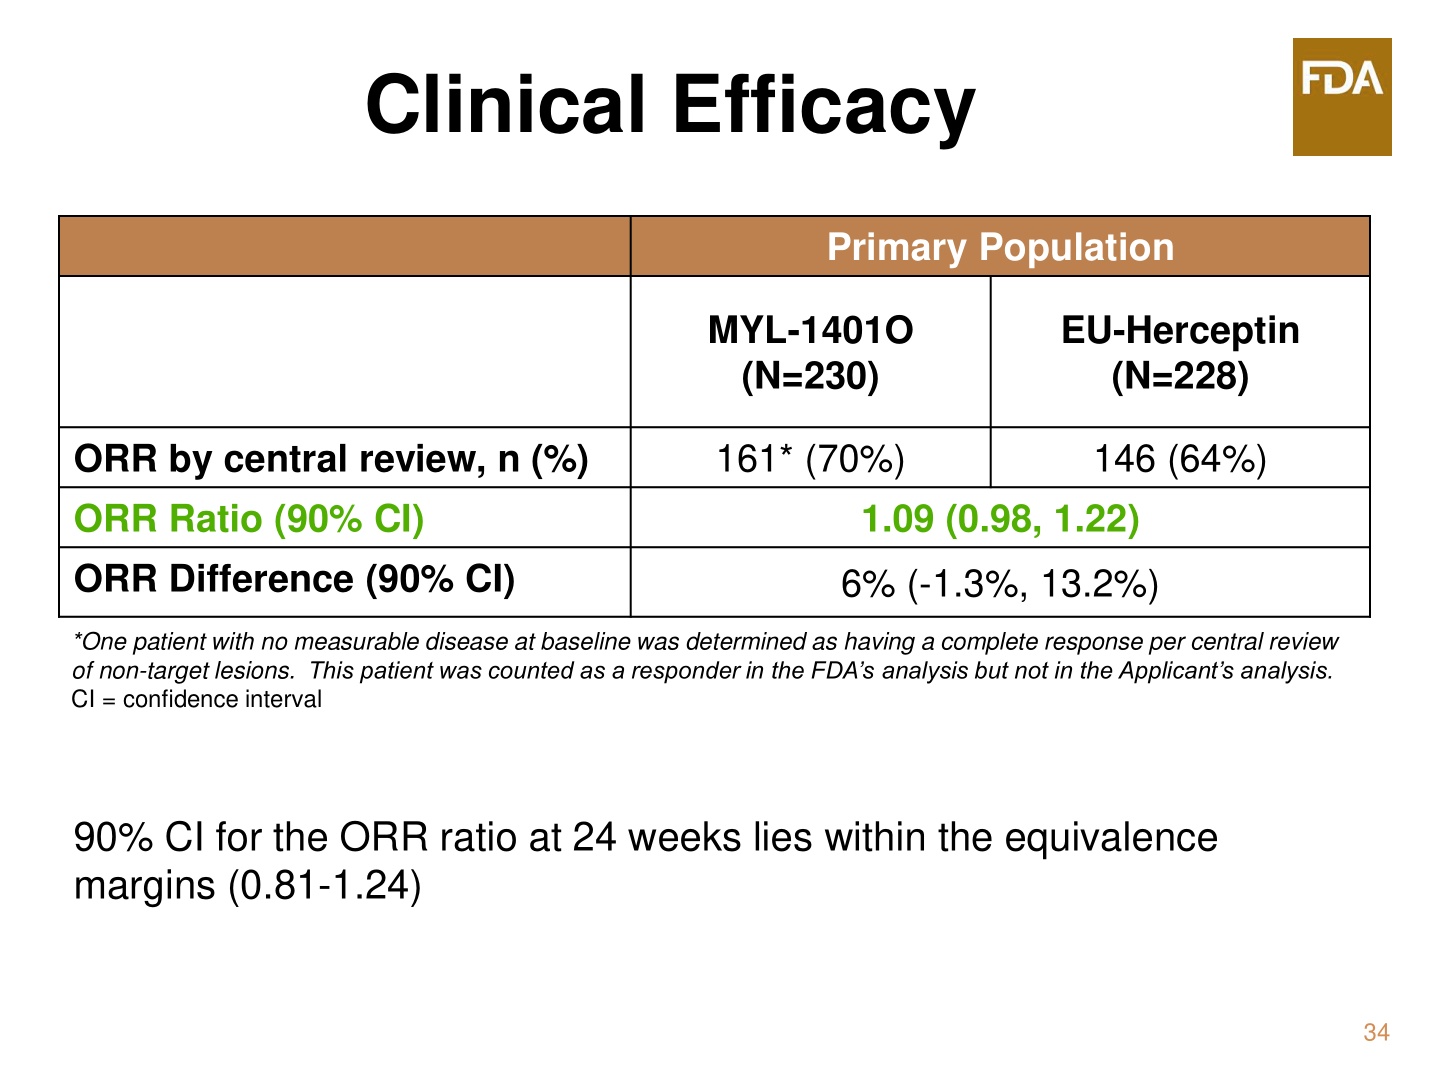 Clinical Efficacy
FDA
Primary Population
MYL-1401O
(N=230)
EU-Herceptin
(N=228)
ORR by central review, n (%)
161* (70%)
146 (64%)
ORR Ratio (90% CI)
1.09 (0.98, 1.22)
ORR Difference (90% CI)
6% (-1.3%, 13.2%)
*One patient with no measurable disease at baseline was determined as having a complete response per central review
of non-target lesions.  This patient was counted as a responder in the FDA’s analysis but not in the Applicant’s analysis.
CI = confidence interval
90% CI for the ORR ratio at 24 weeks lies within the equivalence
margins (0.81-1.24)
34